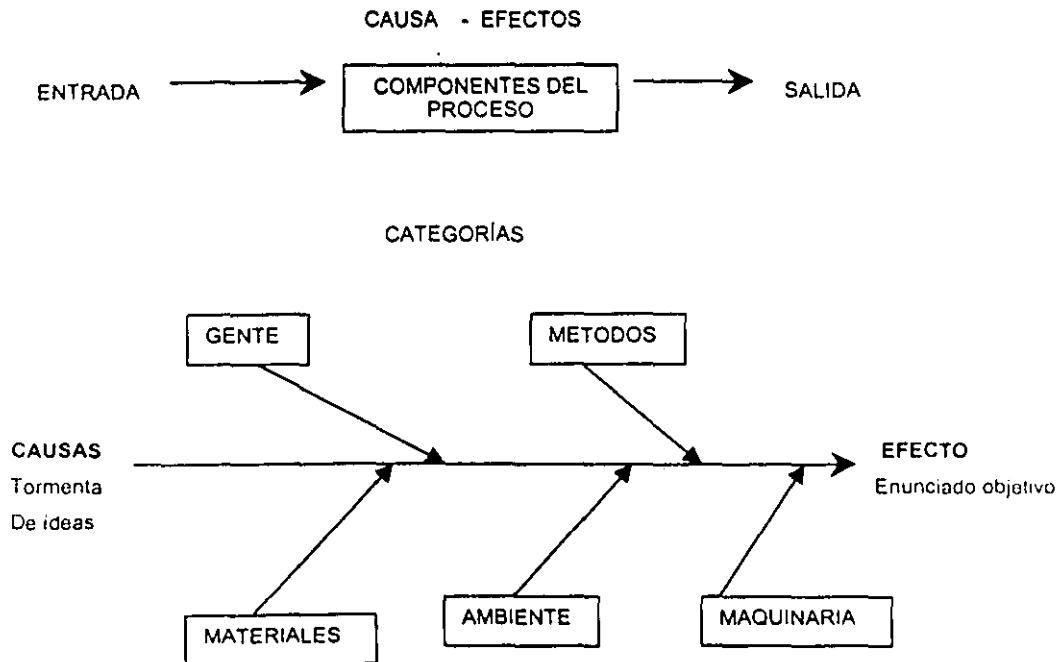 CAUSA - EFECTOS
ENTRADA
COMPONENTES DEL
PROCESO
SALIDA
CATEGORÍAS
GENTE
METODOS
CAUSAS
Tormenta
De ideas
EFECTO
Enunciado objetivo
MATERIALES
AMBIENTE
MAQUINARIA